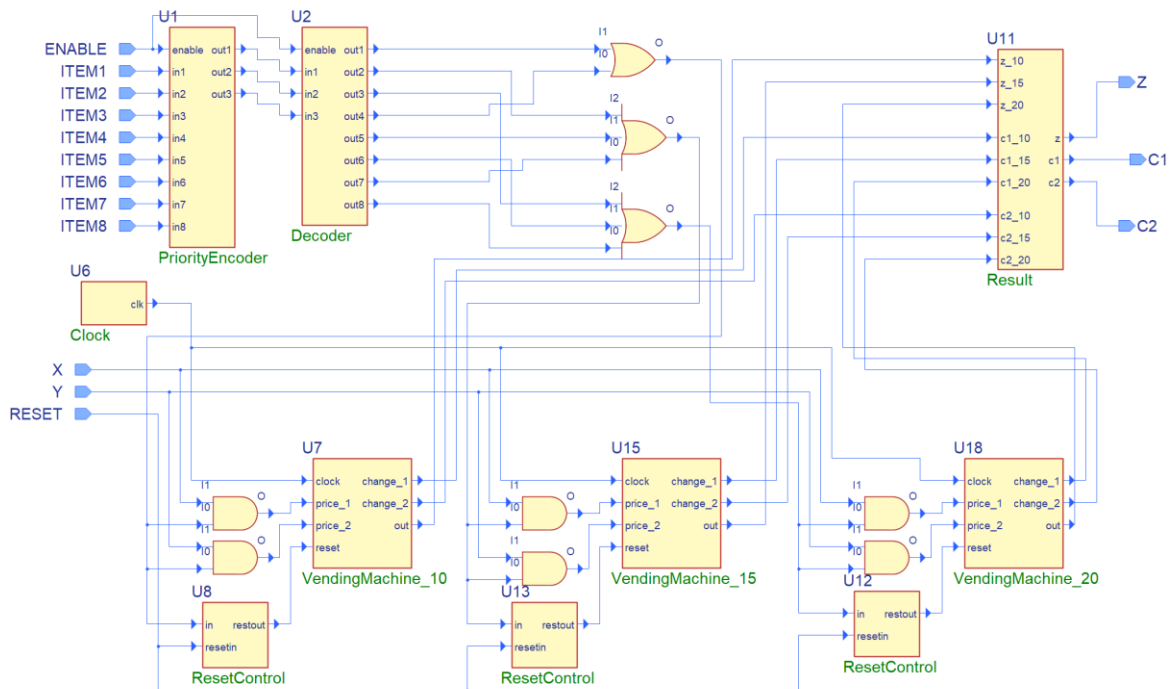 U1
U2
ENABLE
ITEM1
ITEM2
ITEM3
ITEM4
ITEM5
ITEM6
ITEM7
ITEM8
enable out1
in1 out2
in2 out3
in3
in4
in5
in6
in7
in8
PriorityEncoder
enable out1
in1 out2
in2 out3
in3 out4
out5
out6
out7
out8
Decoder
I1
I0
O
I2
I1
I0
O
I2
I1
I0
O
U11
z_10
z_15
z_20
c1_10 z
c1_15 c1
c1_20 c2
c2_10
c2_15
c2_20
Result
Z
C1
C2
U6
clk
Clock
X
Y
RESET
U7
clock change_1
price_1 change_2
price_2 out
reset
VendingMachine_10
I1
I0
O
I1
I0
O
U8
in restout
resetin
ResetControl
U15
clock change_1
price_1 change_2
price_2 out
reset
VendingMachine_15
I1
I0
O
I1
I0
O
U13
in restout
resetin
ResetControl
U18
clock change_1
price_1 change_2
price_2 out
reset
VendingMachine_20
I1
I0
O
I1
I0
O
U12
in restout
resetin
ResetControl